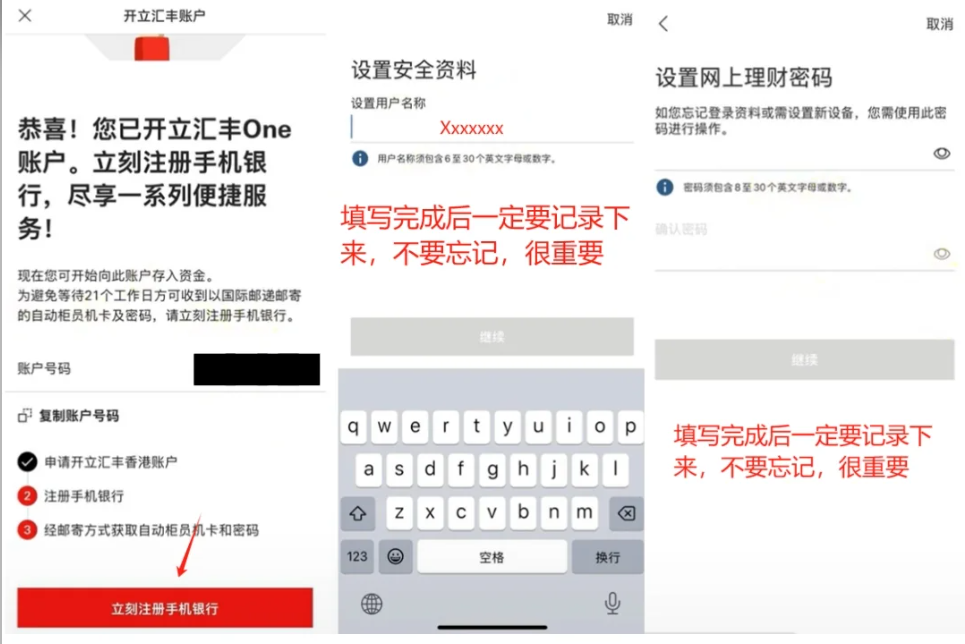 开立汇丰账户
恭喜！您已开立汇丰One
账户。立刻注册手机银
行，尽享一系列便捷服
务！
现在您可开始向此账户存入资金。
为避免等待21个工作日方可收到以国际邮递邮寄
的自动柜员机卡及密码，请立刻注册手机银行。
账户号码
复制账户号码
申请开立汇丰香港账户
2 注册手机银行
3 经邮寄方式获取自动柜员机卡和密码
立刻注册手机银行
取消
设置安全资料
设置用户名称
Xxxxxxx
用户名称须包含6至30个英文字母或数字。
填写完成后一定要记录下
来，不要忘记，很重要
继续
q w e r t y u i o p
a s d f g h j k l
z x c v b n m
123 空格 换行
取消
设置网上理财密码
如您忘记登录资料或需设置新设备，您需使用此密
码进行操作。
密码须包含8至30个英文字母或数字。
确认密码
继续
填写完成后一定要记录下
来，不要忘记，很重要